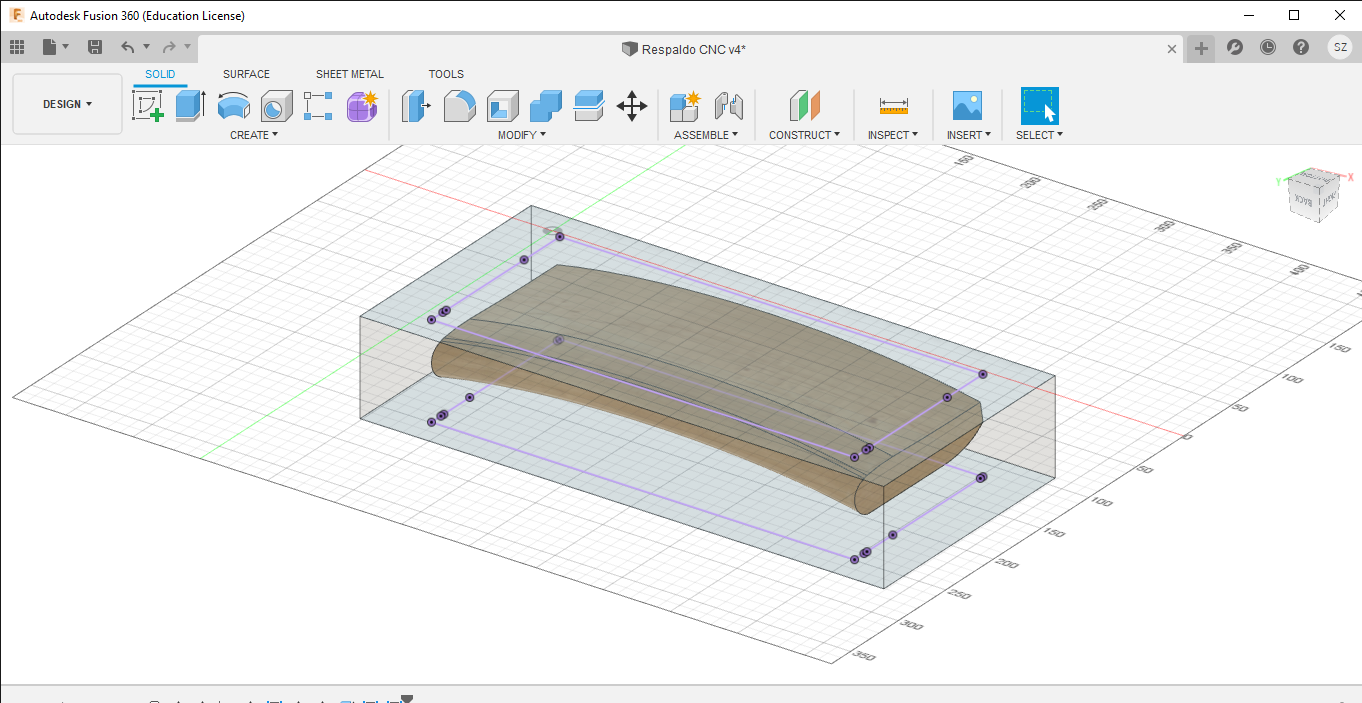 Autodesk Fusion 360 (Education License)
Respaldo CNC v4*
SZ
DESIGN
SOLID SURFACE SHEET METAL TOOLS
CREATE MODIFY ASSEMBLE CONSTRUCT INSPECT INSERT SELECT
150
200
250
300
350
400
150
100
50
0
50
100
150
200
250
300
350
X
Y
BACK